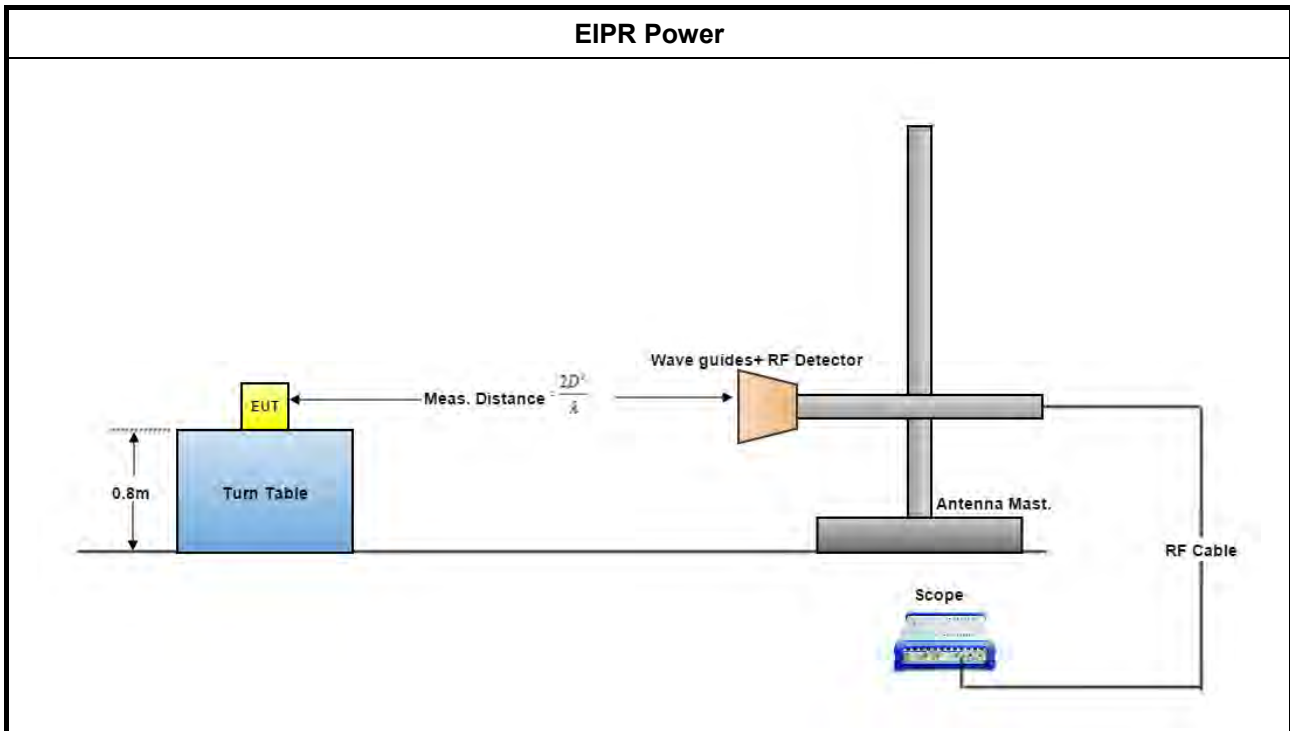 EIPR Power
Wave guides+ RF Detector
EUT
Meas. Distance = 2D² / λ
0.8m
Turn Table
Antenna Mast.
RF Cable
Scope